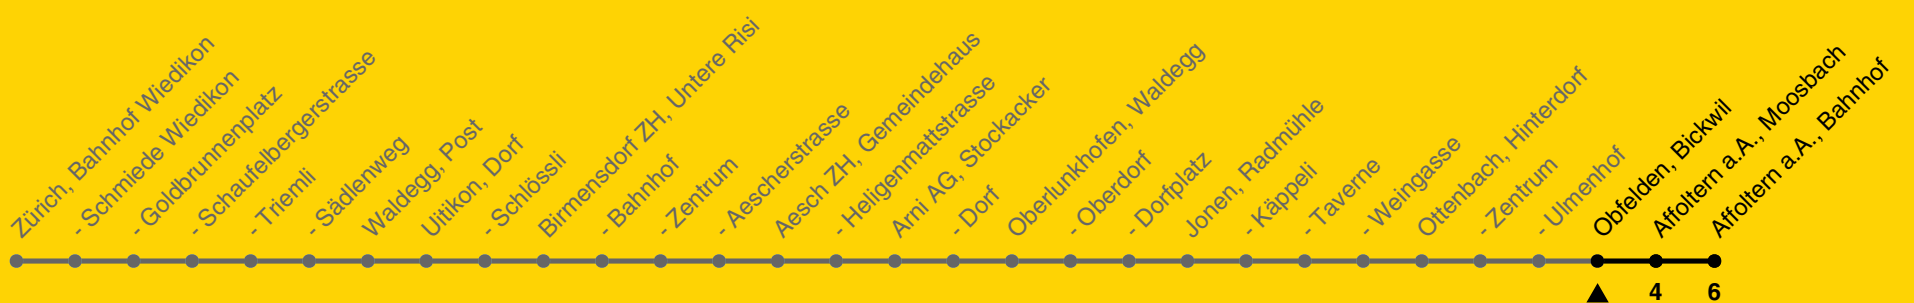 Zürich, Bahnhof Wiedikon
- Schmiede Wiedikon
- Goldbrunnenplatz
- Schaufelbergerstrasse
- Triemli
- Sädlenweg
Waldegg, Post
Uitikon, Dorf
- Schlössli
Birmensdorf ZH, Untere Risi
- Bahnhof
- Zentrum
- Aescherstrasse
Aesch ZH, Gemeindehaus
- Heligenmattstrasse
Arni AG, Stockacker
- Dorf
Oberlunkhofen, Waldegg
- Oberdorf
- Dorfplatz
Jonen, Radmühle
- Käppeli
- Taverne
- Weingasse
Ottenbach, Hinterdorf
- Zentrum
- Ulmenhof
Obfelden, Bickwil
Affoltern a.A., Moosbach
Affoltern a.A., Bahnhof
4 6